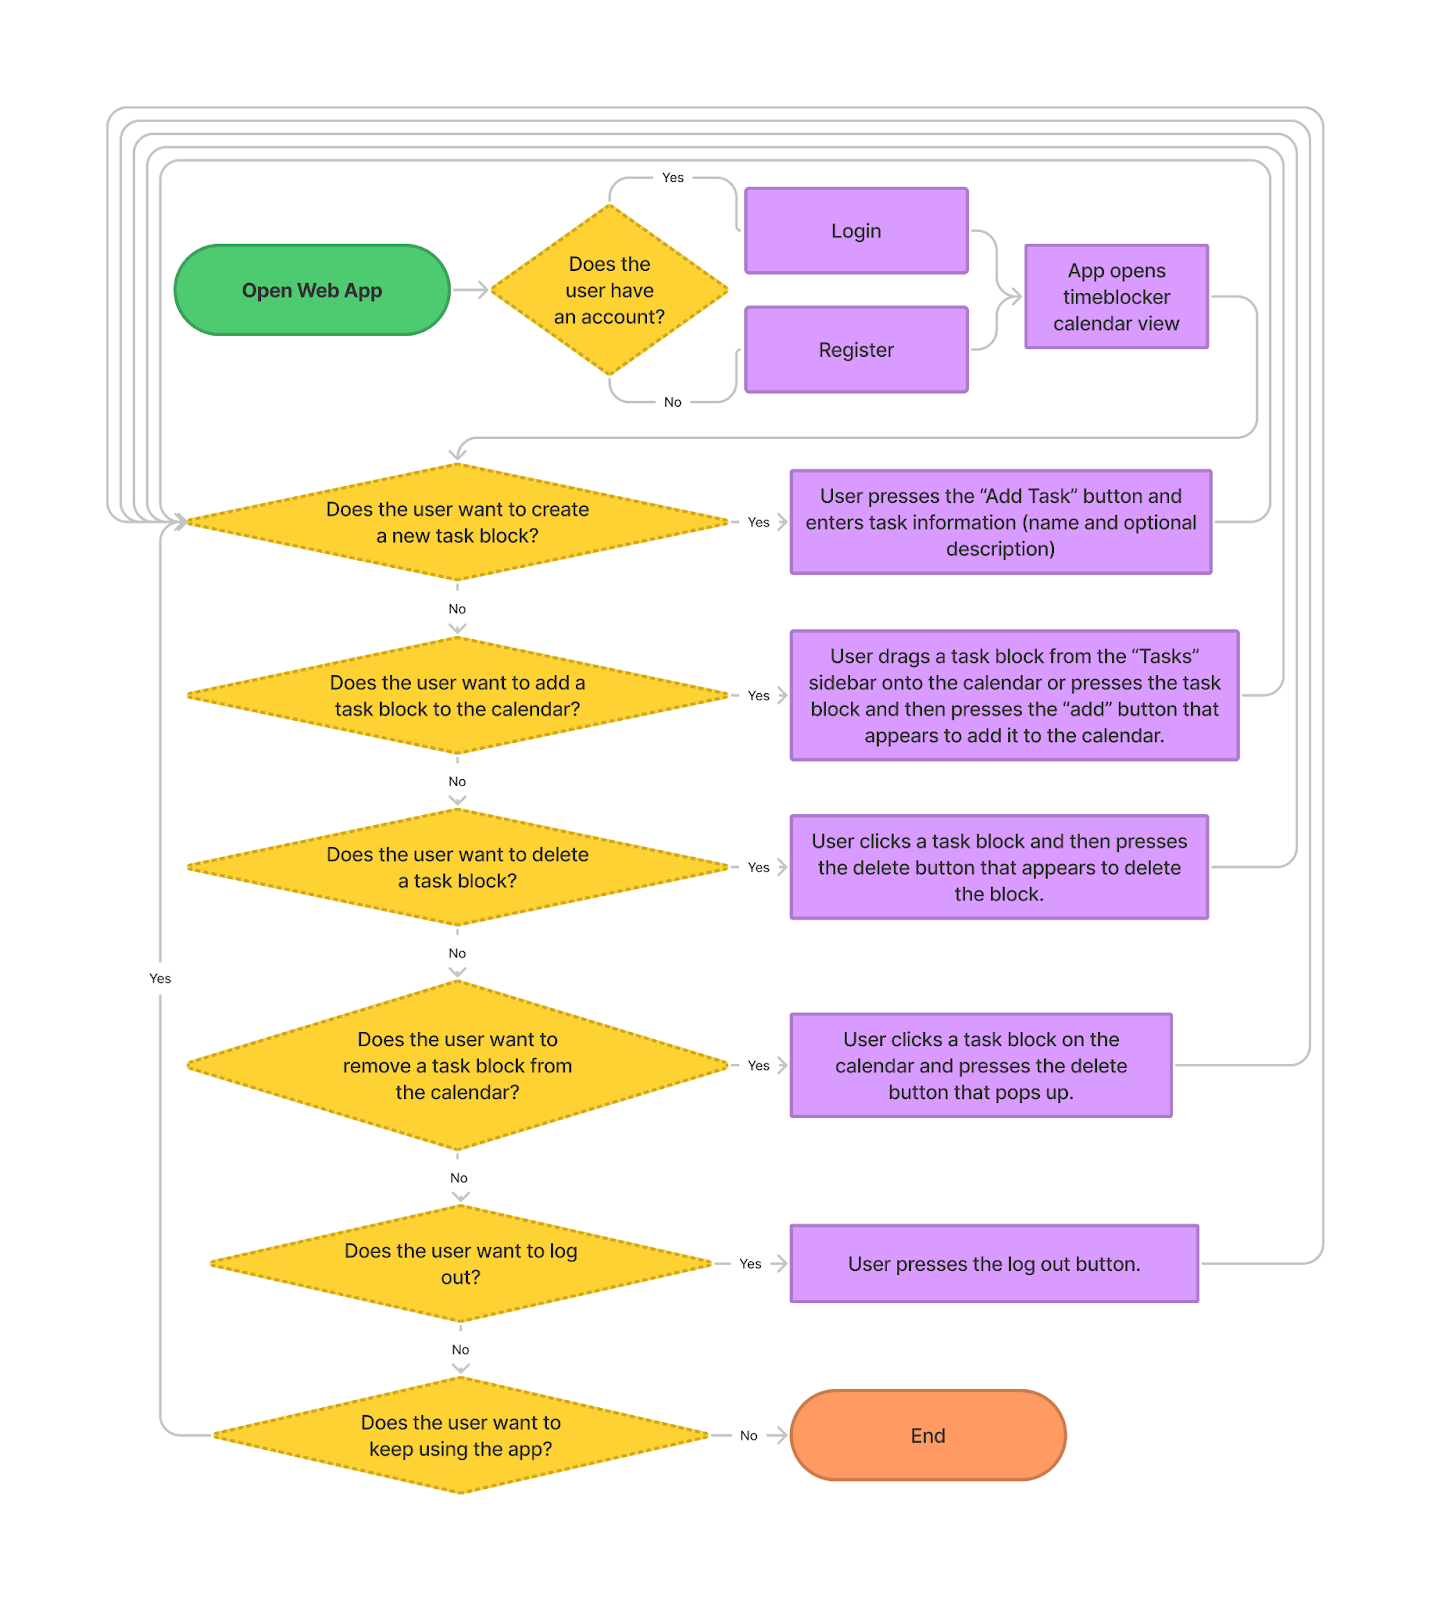 Yes
Login
Does the
user have
an account?
Open Web App
App opens
timeblocker
calendar view
Register
No
Does the user want to create
a new task block?
Yes
User presses the “Add Task” button and
enters task information (name and optional
description)
No
Does the user want to add a
task block to the calendar?
Yes
User drags a task block from the “Tasks”
sidebar onto the calendar or presses the task
block and then presses the “add” button that
appears to add it to the calendar.
No
Does the user want to delete
a task block?
Yes
User clicks a task block and then presses
the delete button that appears to delete
the block.
No
Yes
Does the user want to
remove a task block from
the calendar?
Yes
User clicks a task block on the
calendar and presses the delete
button that pops up.
No
Does the user want to log
out?
Yes
User presses the log out button.
No
Does the user want to
keep using the app?
No
End